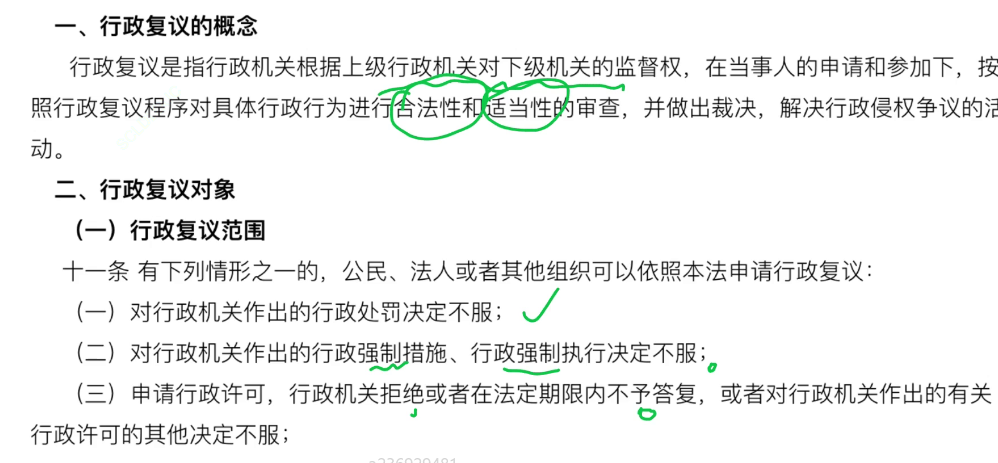 一、行政复议的概念
行政复议是指行政机关根据上级行政机关对下级机关的监督权，在当事人的申请和参加下，按
照行政复议程序对具体行政行为进行合法性和适当性的审查，并做出裁决，解决行政侵权争议的活
动。
二、行政复议对象
（一）行政复议范围
十一条 有下列情形之一的，公民、法人或者其他组织可以依照本法申请行政复议：
（一）对行政机关作出的行政处罚决定不服；
（二）对行政机关作出的行政强制措施、行政强制执行决定不服；
（三）申请行政许可，行政机关拒绝或者在法定期限内不予答复，或者对行政机关作出的有关
行政许可的其他决定不服；